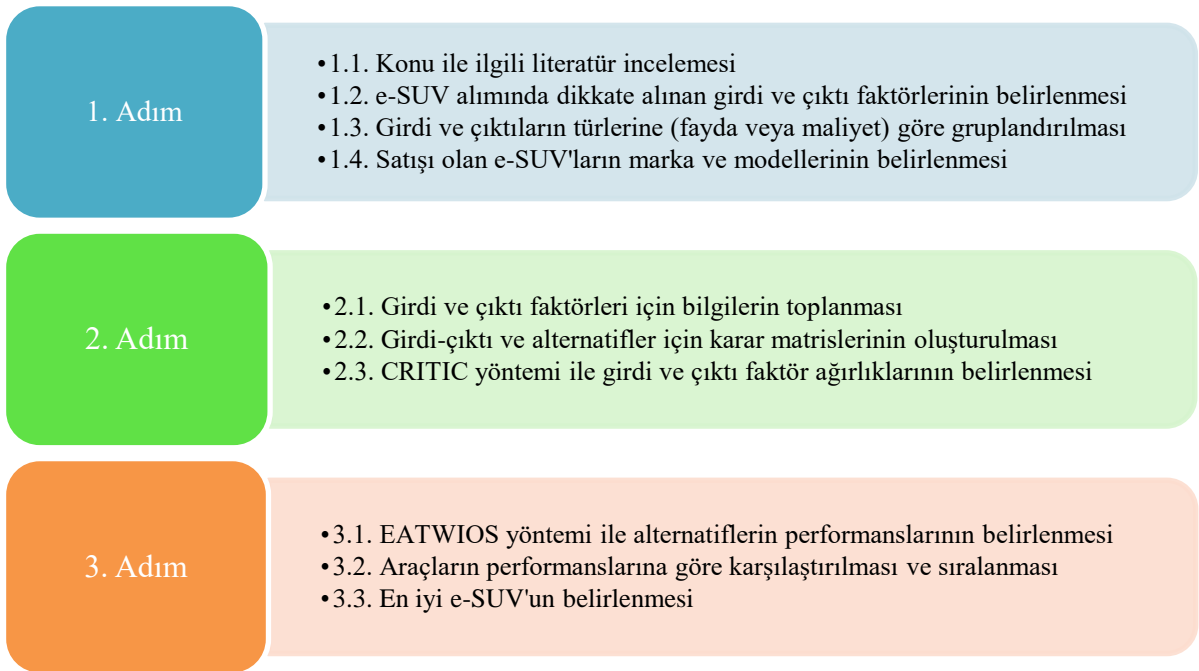 1. Adım
•1.1. Konu ile ilgili literatür incelemesi
•1.2. e-SUV alımında dikkate alınan girdi ve çıktı faktörlerinin belirlenmesi
•1.3. Girdi ve çıktıların türlerine (fayda veya maliyet) göre gruplandırılması
•1.4. Satışı olan e-SUV'ların marka ve modellerinin belirlenmesi
2. Adım
•2.1. Girdi ve çıktı faktörleri için bilgilerin toplanması
•2.2. Girdi-çıktı ve alternatifler için karar matrislerinin oluşturulması
•2.3. CRITIC yöntemi ile girdi ve çıktı faktör ağırlıklarının belirlenmesi
3. Adım
•3.1. EATWIOS yöntemi ile alternatiflerin performanslarının belirlenmesi
•3.2. Araçların performanslarına göre karşılaştırılması ve sıralanması
•3.3. En iyi e-SUV'un belirlenmesi